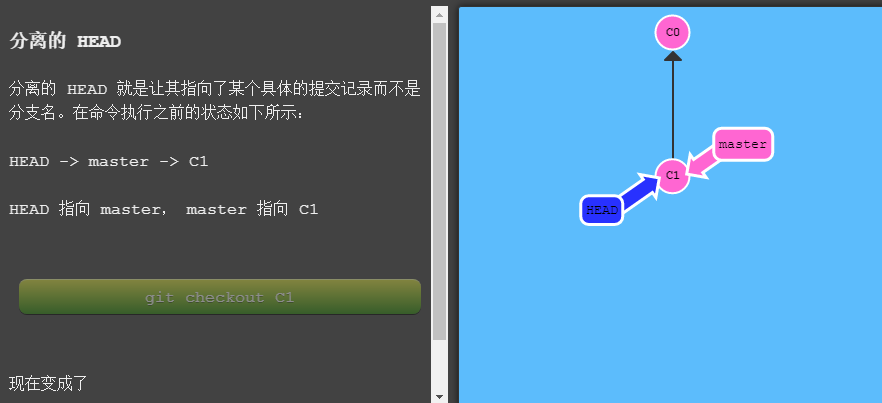 分离的 HEAD
分离的 HEAD 就是让其指向了某个具体的提交记录而不是
分支名。在命令执行之前的状态如下所示：
HEAD -> master -> C1
HEAD 指向 master， master 指向 C1
git checkout C1
现在变成了
C0
master
C1
HEAD